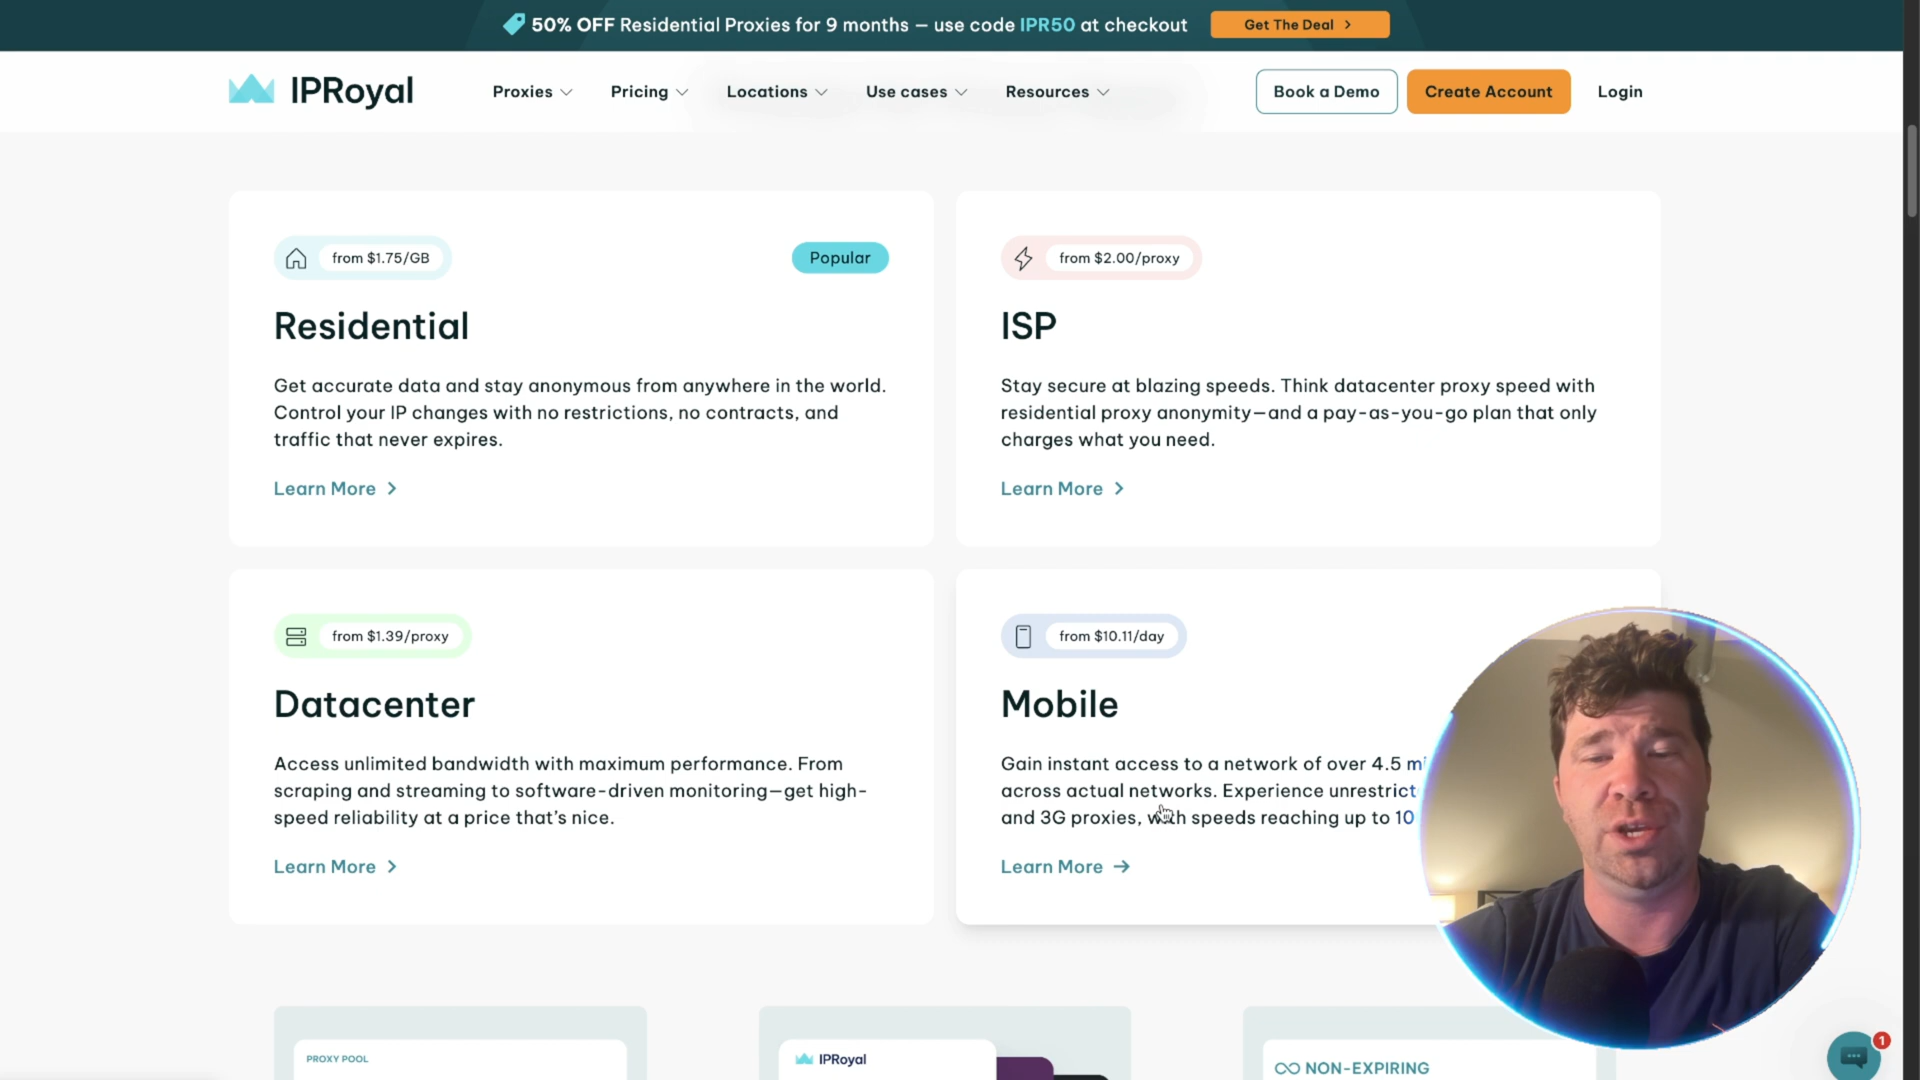 50% OFF Residential Proxies for 9 months — use code IPR50 at checkout
Get The Deal
IPRoyal
Proxies
Pricing
Locations
Use cases
Resources
Book a Demo
Create Account
Login
from $1.75/GB
Popular
Residential
Get accurate data and stay anonymous from anywhere in the world.
Control your IP changes with no restrictions, no contracts, and
traffic that never expires.
Learn More
from $2.00/proxy
ISP
Stay secure at blazing speeds. Think datacenter proxy speed with
residential proxy anonymity—and a pay-as-you-go plan that only
charges what you need.
Learn More
from $1.39/proxy
Datacenter
Access unlimited bandwidth with maximum performance. From
scraping and streaming to software-driven monitoring—get high-
speed reliability at a price that's nice.
Learn More
from $10.11/day
Mobile
Gain instant access to a network of over 4.5
across actual networks. Experience
and 3G proxies, with speeds reaching up to 10
Learn More
PROXY POOL
IPRoyal
NON-EXPIRING
1